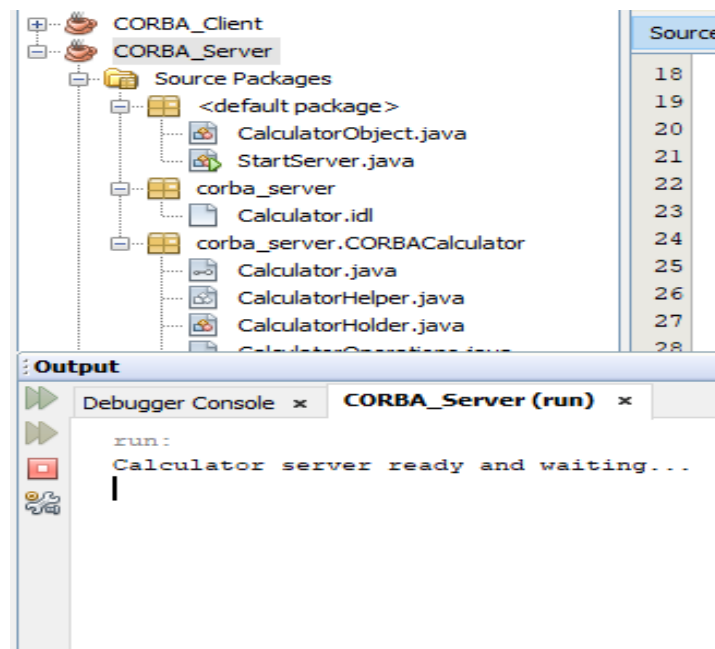 CORBA_Client
CORBA_Server
Source Packages
<default package>
CalculatorObject.java
StartServer.java
corba_server
Calculator.idl
corba_server.CORBACalculator
Calculator.java
CalculatorHelper.java
CalculatorHolder.java
CalculatorOperations.java
Source
18
19
20
21
22
23
24
25
26
27
28
Output
Debugger Console × CORBA_Server (run) ×
run:
Calculator server ready and waiting...